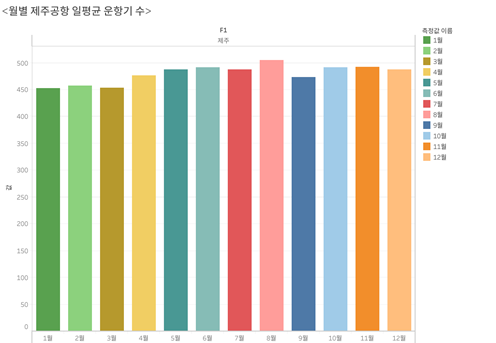 <월별 제주공항 일평균 운항기 수>
F1
제주
측정값 이름
1월
2월
3월
4월
5월
6월
7월
8월
9월
10월
11월
12월
값
500
450
400
350
300
250
200
150
100
50
0
1월 2월 3월 4월 5월 6월 7월 8월 9월 10월 11월 12월